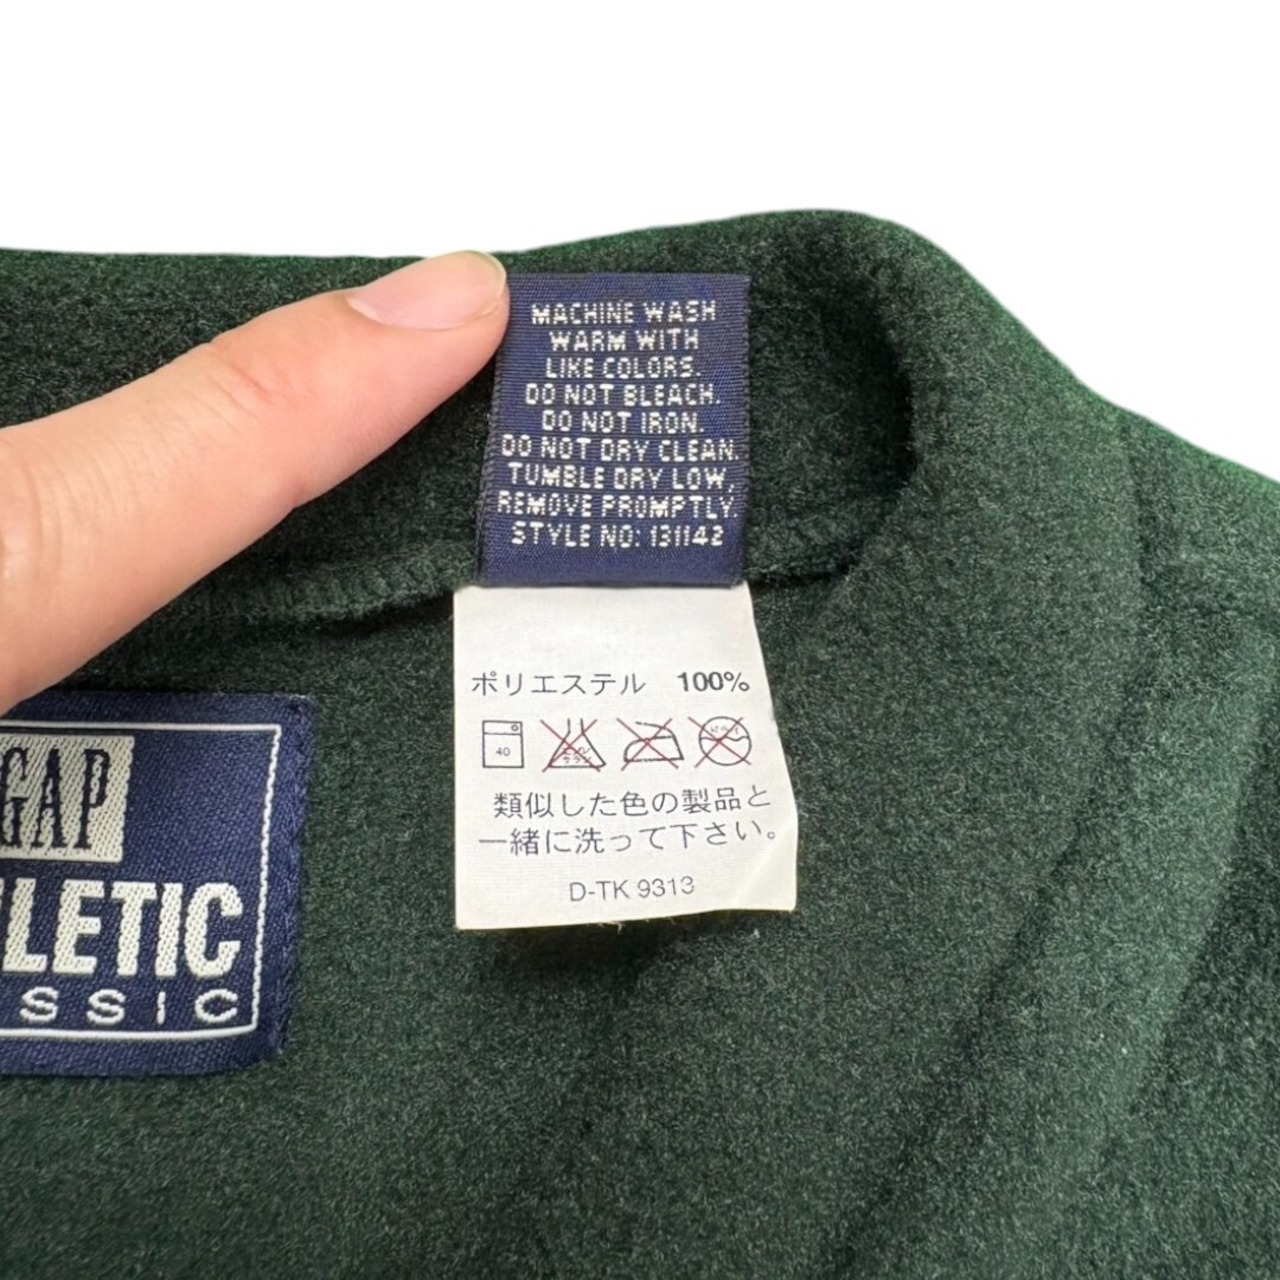 MACHINE WASH
WARM WITH
LIKE COLORS.
DO NOT BLEACH.
DO NOT IRON.
DO NOT DRY CLEAN.
TUMBLE DRY LOW.
REMOVE PROMPTLY.
STYLE NO: 131142
ポリエステル 100%
40
類似した色の製品と
一緒に洗って下さい。
D-TK 9313
GAP
LETIC
SSIC